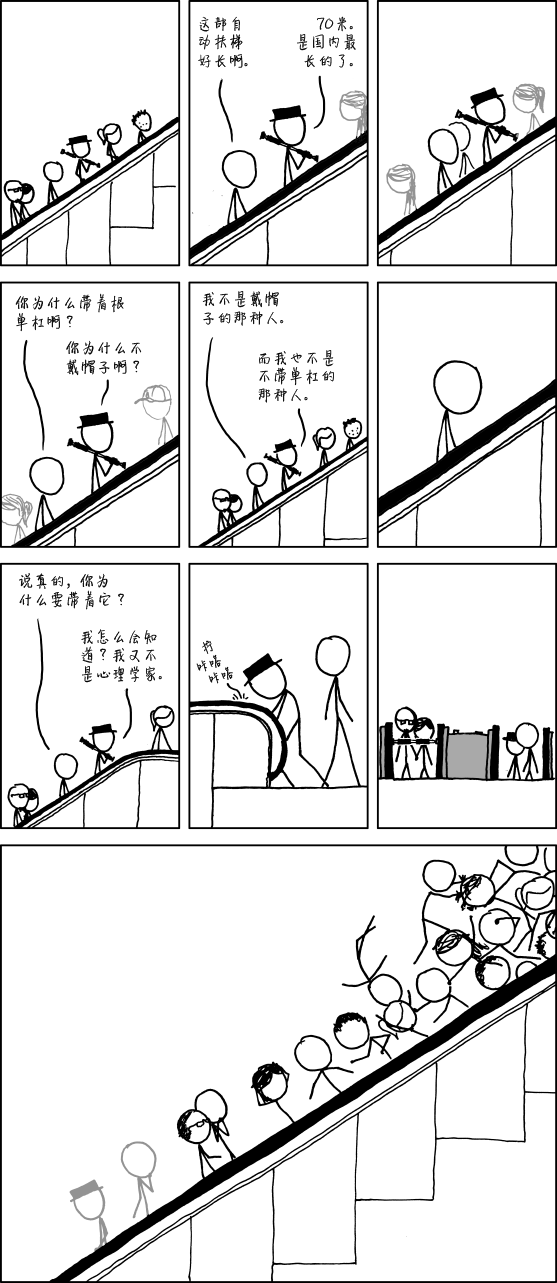 这部自
动扶梯
好长啊。
70米。
是国内最
长的了。
你为什么带着根
单杠啊？
你为什么不
戴帽子啊？
我不是戴帽
子的那种人。
而我也不是
不带单杠的
那种人。
说真的，你为
什么要带着它？
我怎么会知
道？我又不
是心理学家。
拧
咔咯
咔咯